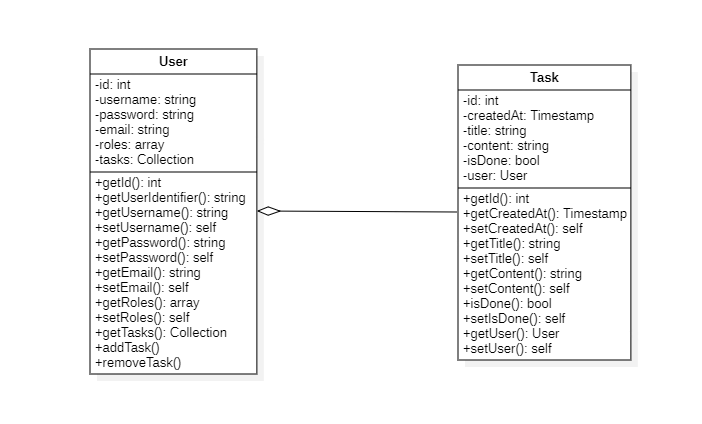 User
-id: int
-username: string
-password: string
-email: string
-roles: array
-tasks: Collection
+getId(): int
+getUserIdentifier(): string
+getUsername(): string
+setUsername(): self
+getPassword(): string
+setPassword(): self
+getEmail(): string
+setEmail(): self
+getRoles(): array
+setRoles(): self
+getTasks(): Collection
+addTask()
+removeTask()
Task
-id: int
-createdAt: Timestamp
-title: string
-content: string
-isDone: bool
-user: User
+getId(): int
+getCreatedAt(): Timestamp
+setCreatedAt(): self
+getTitle(): string
+setTitle(): self
+getContent(): string
+setContent(): self
+isDone(): bool
+setIsDone(): self
+getUser(): User
+setUser(): self